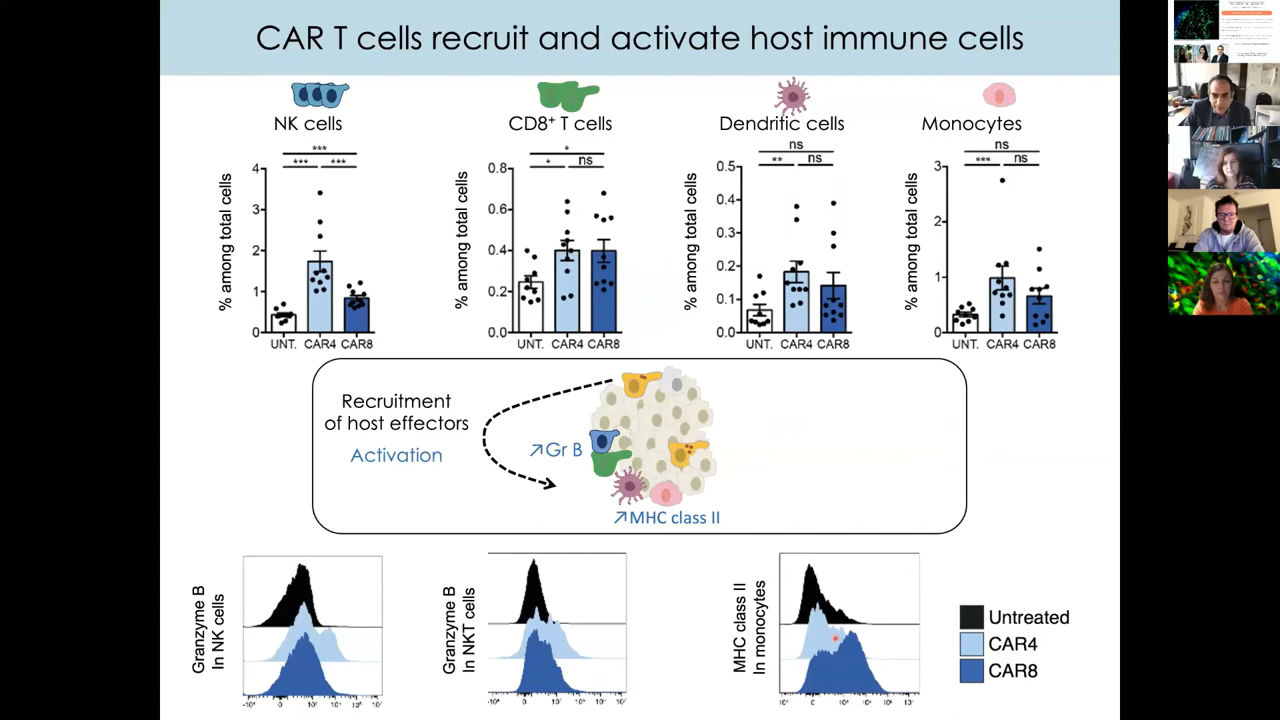 CAR T cells recruit and activate host immune cells
NK cells
CD8+ T cells
Dendritic cells
Monocytes
***
*** ***
% among total cells
4
3
2
1
0
UNT. CAR4 CAR8
*
* ns
% among total cells
0.8
0.6
0.4
0.2
0.0
UNT. CAR4 CAR8
ns
** ns
% among total cells
0.5
0.4
0.3
0.2
0.1
0
UNT. CAR4 CAR8
ns
*** ns
% among total cells
3
2
1
0
UNT. CAR4 CAR8
Recruitment
of host effectors
Activation
↗Gr B
↗MHC class II
Granzyme B
In NK cells
Granzyme B
In NKT cells
MHC class II
In monocytes
Untreated
CAR4
CAR8